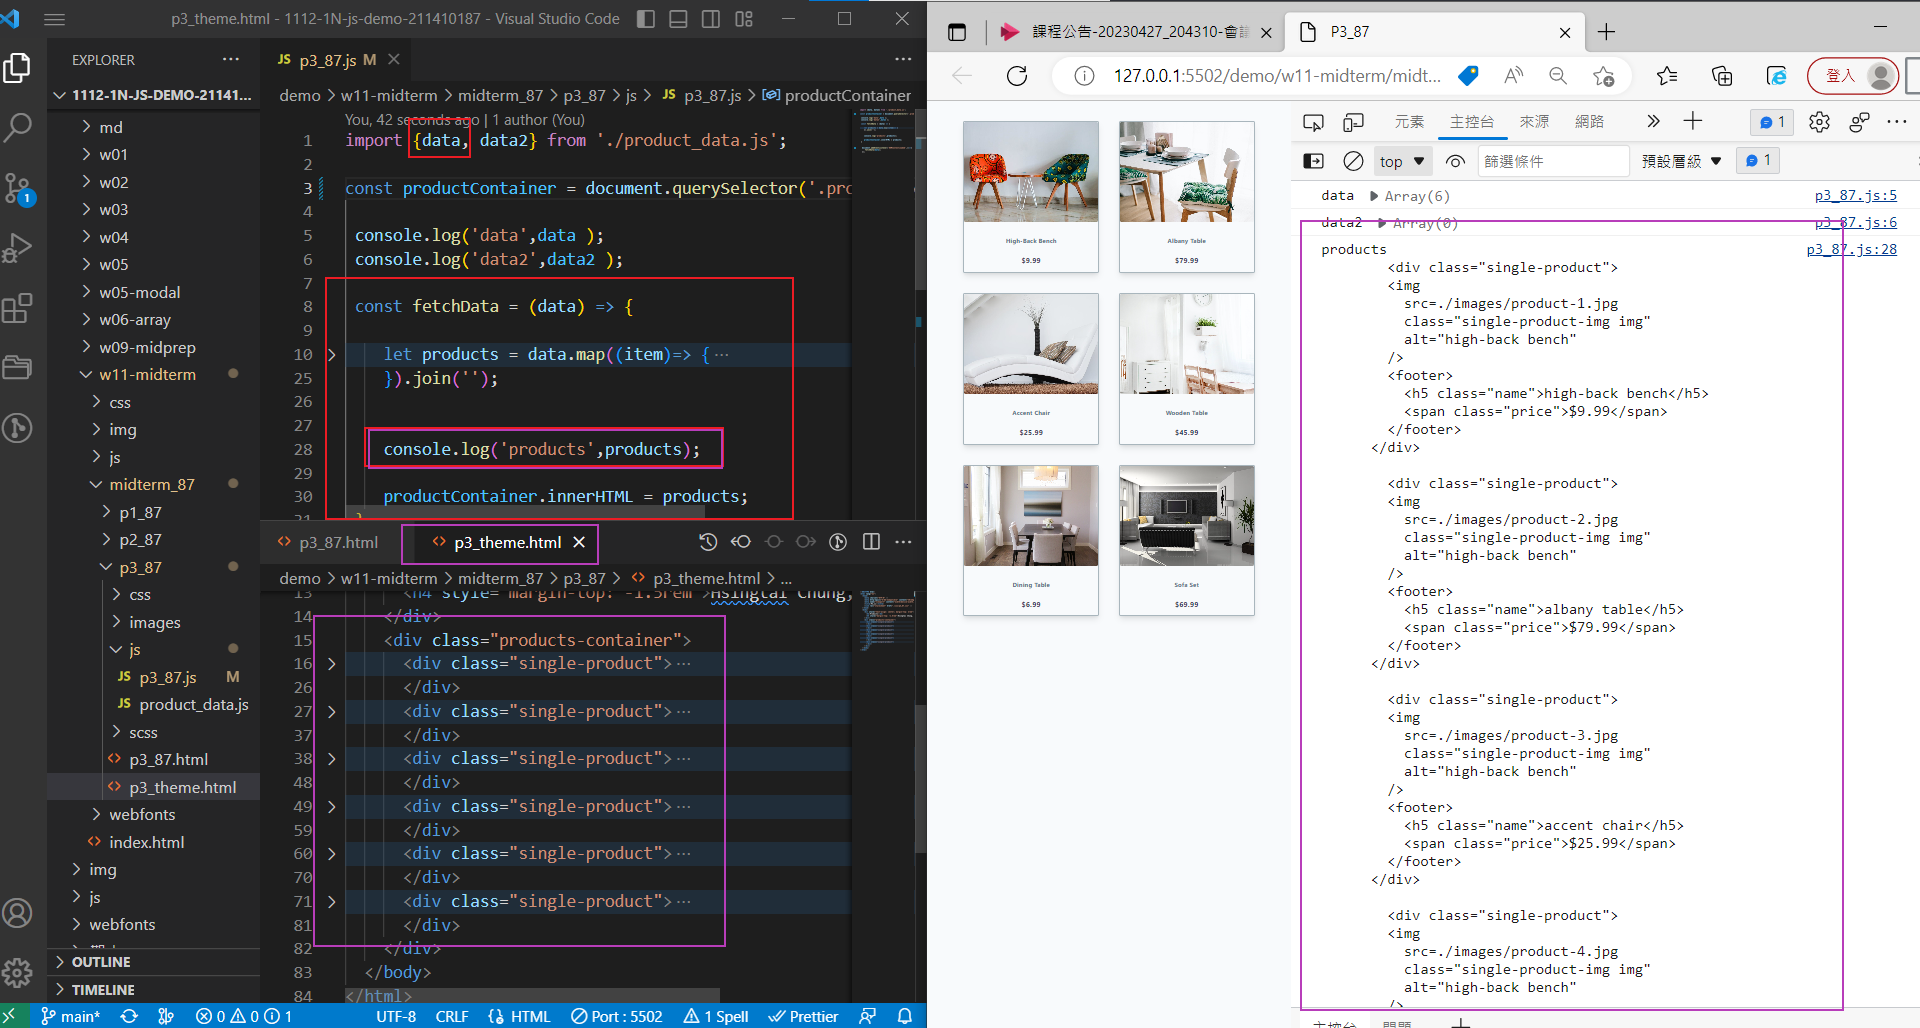 p3_theme.html - 1112-1N-js-demo-211410187 - Visual Studio Code
EXPLORER
1112-1N-JS-DEMO-21141...
md
w01
w02
w03
w04
w05
w05-modal
w06-array
w09-midprep
w11-midterm
css
img
js
midterm_87
p1_87
p2_87
p3_87
css
images
js
JS p3_87.js M
JS product_data.js
scss
<> p3_87.html
<> p3_theme.html
webfonts
<> index.html
img
js
webfonts
OUTLINE
TIMELINE
1
JS p3_87.js M
demo > w11-midterm > midterm_87 > p3_87 > js > JS p3_87.js > productContainer
You, 42 seconds ago | 1 author (You)
1 import {data, data2} from './product_data.js';
2
3 const productContainer = document.querySelector('.pro
4
5 console.log('data',data );
6 console.log('data2',data2 );
7
8 const fetchData = (data) => {
9
10 let products = data.map((item)=> { ...
25 }).join('');
26
27
28 console.log('products',products);
29
30 productContainer.innerHTML = products;
31 }
<> p3_87.html
<> p3_theme.html
demo > w11-midterm > midterm_87 > p3_87 > <> p3_theme.html > ...
13 <h4 style="margin-top: -1.5rem">Hsingtai Chung,
14 </div>
15 <div class="products-container">
16 <div class="single-product"> ...
26 </div>
27 <div class="single-product"> ...
37 </div>
38 <div class="single-product"> ...
48 </div>
49 <div class="single-product"> ...
59 </div>
60 <div class="single-product"> ...
70 </div>
71 <div class="single-product"> ...
81 </div>
82 </div>
83 </body>
84 </html>
main* 0 0 1 UTF-8 CRLF HTML Port : 5502 1 Spell Prettier
課程公告-20230427_204310-會議
P3_87
127.0.0.1:5502/demo/w11-midterm/midt...
登入
High-Back Bench
$9.99
Albany Table
$79.99
Accent Chair
$25.99
Wooden Table
$45.99
Dining Table
$6.99
Sofa Set
$69.99
元素 主控台 來源 網路 1
top 篩選條件 預設層級 1
data Array(6) p3_87.js:5
data2 Array(0) p3_87.js:6
products p3_87.js:28
<div class="single-product">
<img
src=./images/product-1.jpg
class="single-product-img img"
alt="high-back bench"
/>
<footer>
<h5 class="name">high-back bench</h5>
<span class="price">$9.99</span>
</footer>
</div>
<div class="single-product">
<img
src=./images/product-2.jpg
class="single-product-img img"
alt="high-back bench"
/>
<footer>
<h5 class="name">albany table</h5>
<span class="price">$79.99</span>
</footer>
</div>
<div class="single-product">
<img
src=./images/product-3.jpg
class="single-product-img img"
alt="high-back bench"
/>
<footer>
<h5 class="name">accent chair</h5>
<span class="price">$25.99</span>
</footer>
</div>
<div class="single-product">
<img
src=./images/product-4.jpg
class="single-product-img img"
alt="high-back bench"
/>
主控台 問題